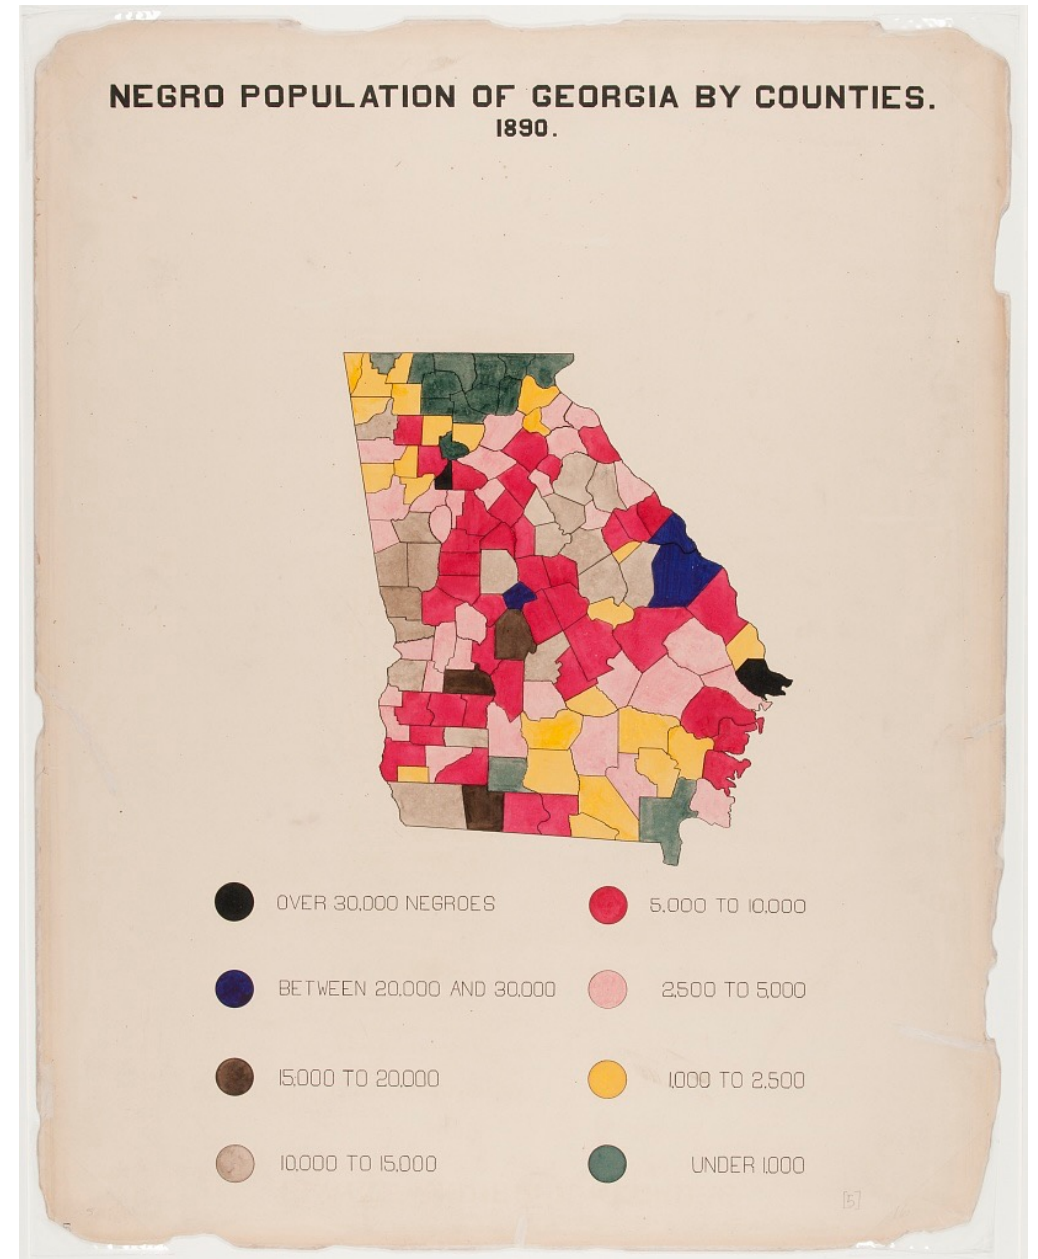 NEGRO POPULATION OF GEORGIA BY COUNTIES.
1890.
OVER 30,000 NEGROES
BETWEEN 20,000 AND 30,000
15,000 TO 20,000
10,000 TO 15,000
5,000 TO 10,000
2,500 TO 5,000
1,000 TO 2,500
UNDER 1,000
[5]